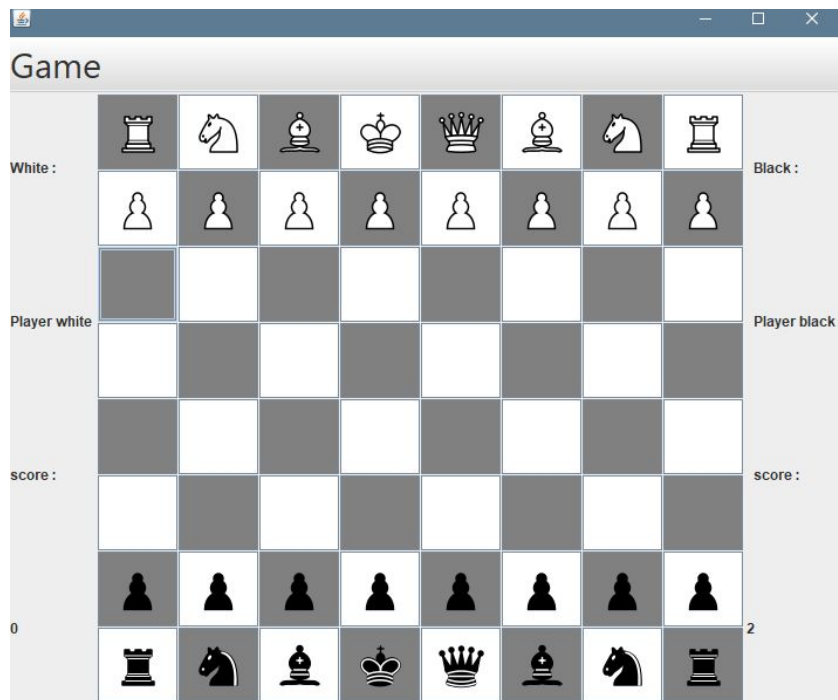 Game
White :
Black :
Player white
Player black
score :
score :
0
2